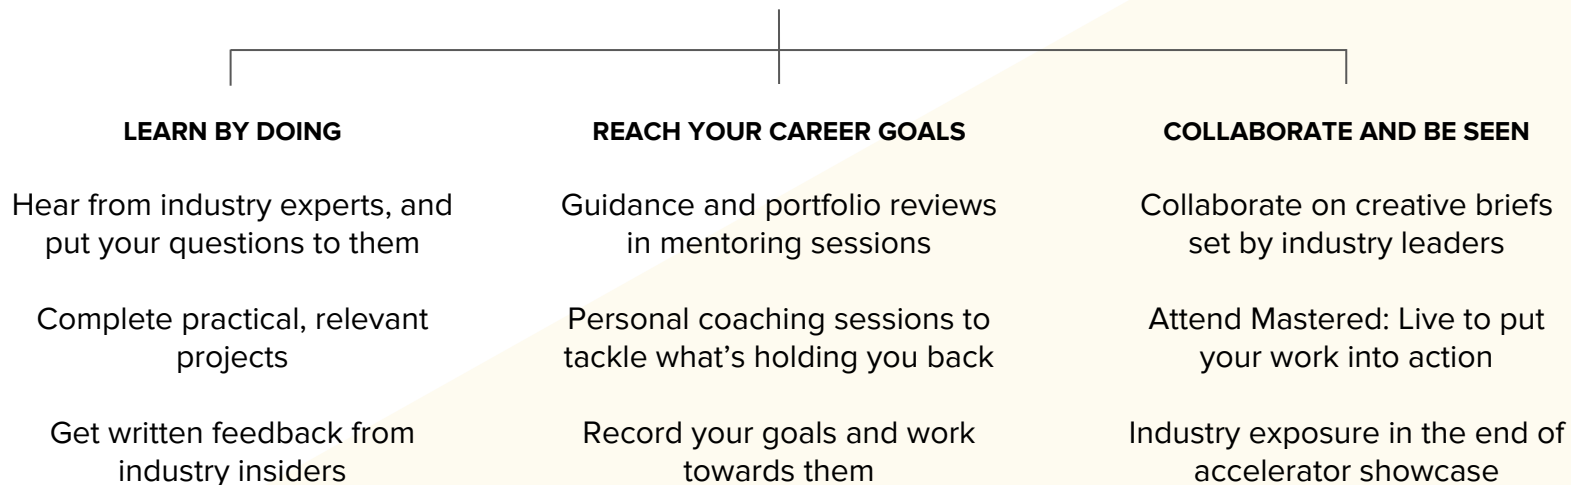 LEARN BY DOING
Hear from industry experts, and
put your questions to them
Complete practical, relevant
projects
Get written feedback from
industry insiders
REACH YOUR CAREER GOALS
Guidance and portfolio reviews
in mentoring sessions
Personal coaching sessions to
tackle what’s holding you back
Record your goals and work
towards them
COLLABORATE AND BE SEEN
Collaborate on creative briefs
set by industry leaders
Attend Mastered: Live to put
your work into action
Industry exposure in the end of
accelerator showcase